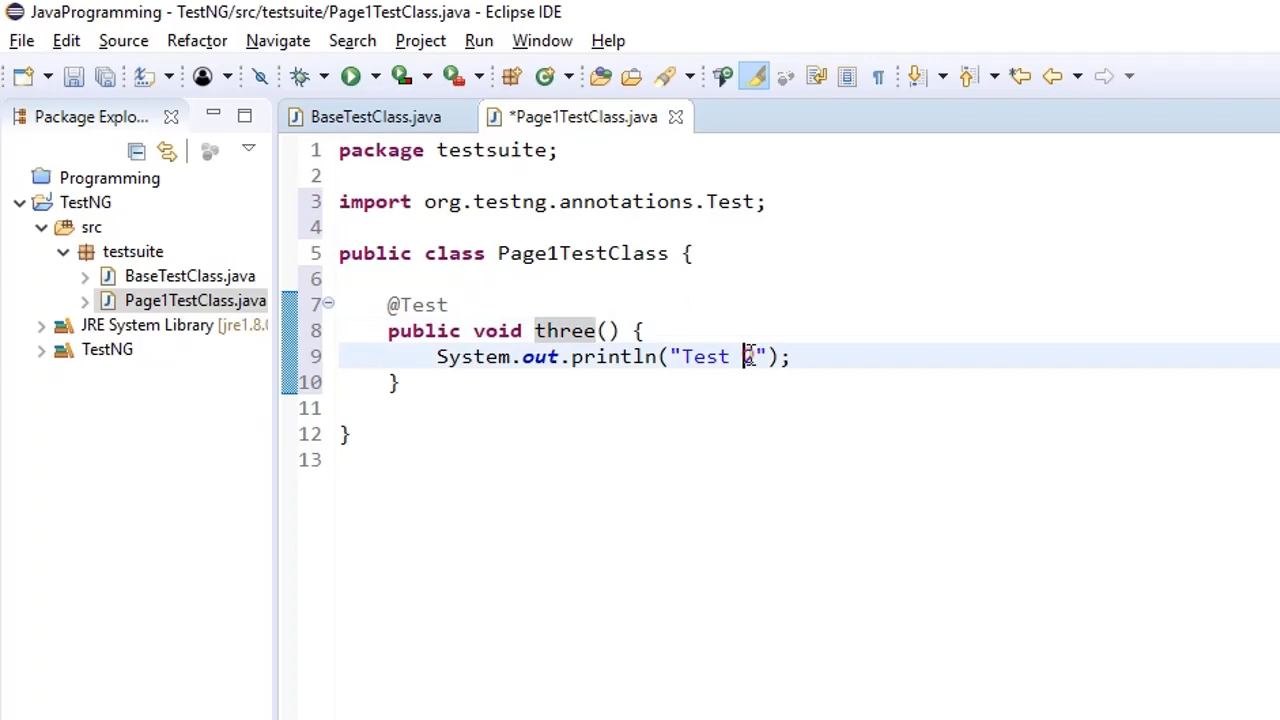 JavaProgramming - TestNG/src/testsuite/Page1TestClass.java - Eclipse IDE
File Edit Source Refactor Navigate Search Project Run Window Help
Package Explo...
BaseTestClass.java
*Page1TestClass.java
Programming
TestNG
src
testsuite
BaseTestClass.java
Page1TestClass.java
JRE System Library [jre1.8.0
TestNG
1 package testsuite;
2
3 import org.testng.annotations.Test;
4
5 public class Page1TestClass {
6
7 @Test
8 public void three() {
9 System.out.println("Test ");
10 }
11
12 }
13